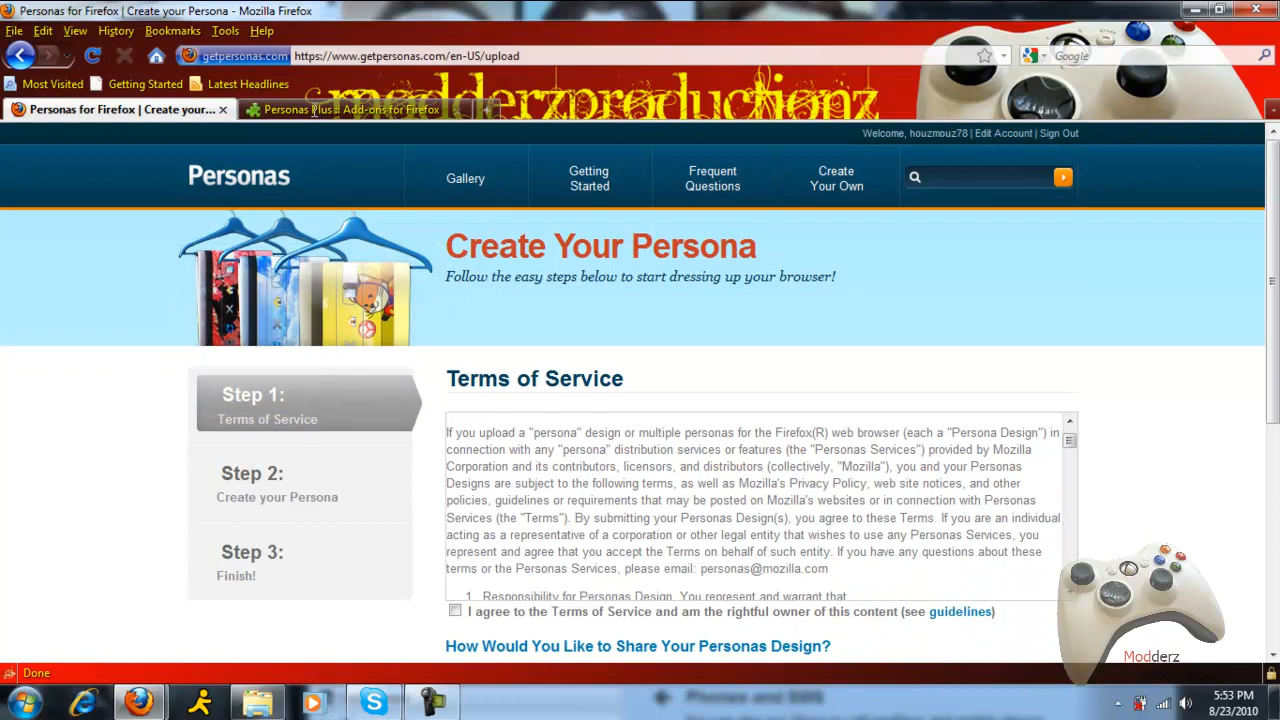 Personas for Firefox | Create your Persona - Mozilla Firefox
File Edit View History Bookmarks Tools Help
getpersonas.com https://www.getpersonas.com/en-US/upload
Google
Most Visited Getting Started Latest Headlines
modderzproductionz
Personas for Firefox | Create your... Personas Plus :: Add-ons for Firefox
Welcome, houzmouz78 | Edit Account | Sign Out
Personas
Gallery
Getting Started
Frequent Questions
Create Your Own
Create Your Persona
Follow the easy steps below to start dressing up your browser!
Step 1:
Terms of Service
Step 2:
Create your Persona
Step 3:
Finish!
Terms of Service
If you upload a "persona" design or multiple personas for the Firefox(R) web browser (each a "Persona Design") in
connection with any "persona" distribution services or features (the "Personas Services") provided by Mozilla
Corporation and its contributors, licensors, and distributors (collectively, "Mozilla"), you and your Personas
Designs are subject to the following terms, as well as Mozilla's Privacy Policy, web site notices, and other
policies, guidelines or requirements that may be posted on Mozilla's websites or in connection with Personas
Services (the "Terms"). By submitting your Personas Design(s), you agree to these Terms. If you are an individual
acting as a representative of a corporation or other legal entity that wishes to use any Personas Services, you
represent and agree that you accept the Terms on behalf of such entity. If you have any questions about these
terms or the Personas Services, please email: personas@mozilla.com
1. Responsibility for Personas Design. You represent and warrant that
I agree to the Terms of Service and am the rightful owner of this content (see guidelines)
How Would You Like to Share Your Personas Design?
Modderz
Done
5:53 PM
8/23/2010